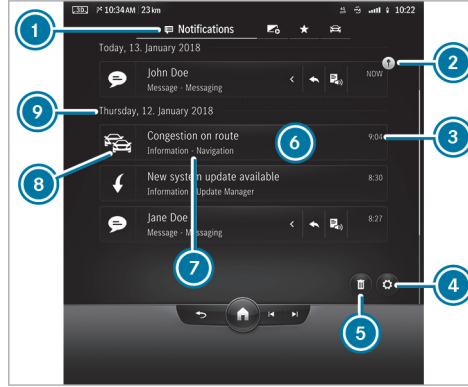 3D 10:34AM 23km 10:22
1 Notifications
Today, 13. January 2018
2
John Doe NOW
Message - Messaging
9 Thursday, 12. January 2018
Congestion on route 6 9:04 3
Information - Navigation
8
New system update available 8:30
Information - Update Manager
Jane Doe 8:27
Message - Messaging
7
4
5